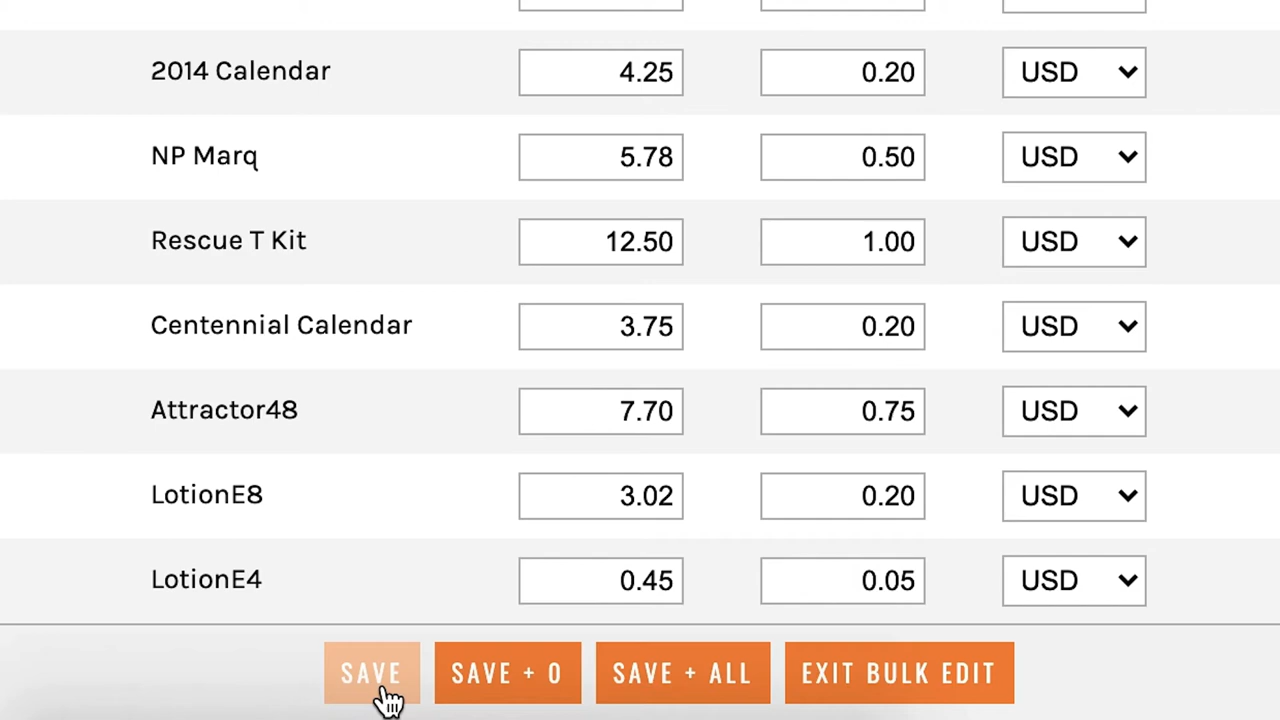 2014 Calendar 4.25 0.20 USD
NP Marq 5.78 0.50 USD
Rescue T Kit 12.50 1.00 USD
Centennial Calendar 3.75 0.20 USD
Attractor48 7.70 0.75 USD
LotionE8 3.02 0.20 USD
LotionE4 0.45 0.05 USD
SAVE SAVE + 0 SAVE + ALL EXIT BULK EDIT